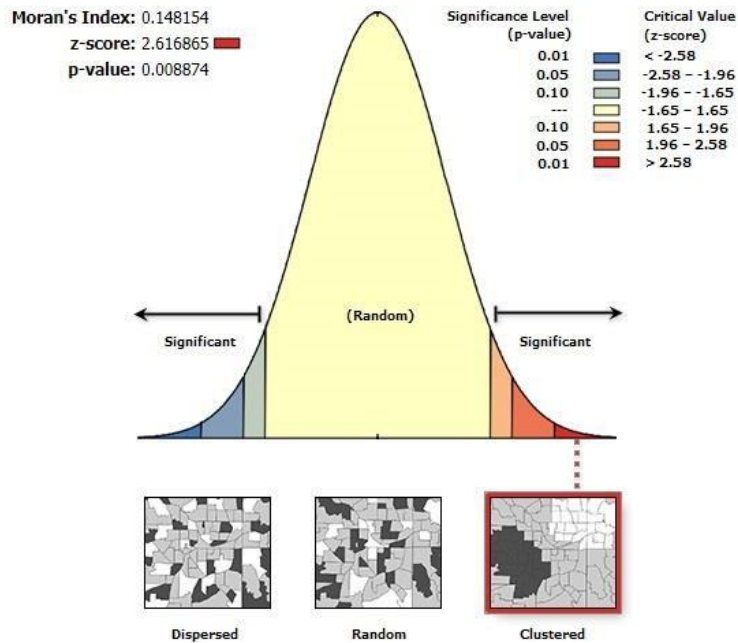 Moran's Index: 0.148154
z-score: 2.616865
p-value: 0.008874
Significance Level
(p-value)
Critical Value
(z-score)
0.01 < -2.58
0.05 -2.58 – -1.96
0.10 -1.96 – -1.65
--- -1.65 – 1.65
0.10 1.65 – 1.96
0.05 1.96 – 2.58
0.01 > 2.58
(Random)
Significant
Significant
Dispersed
Random
Clustered